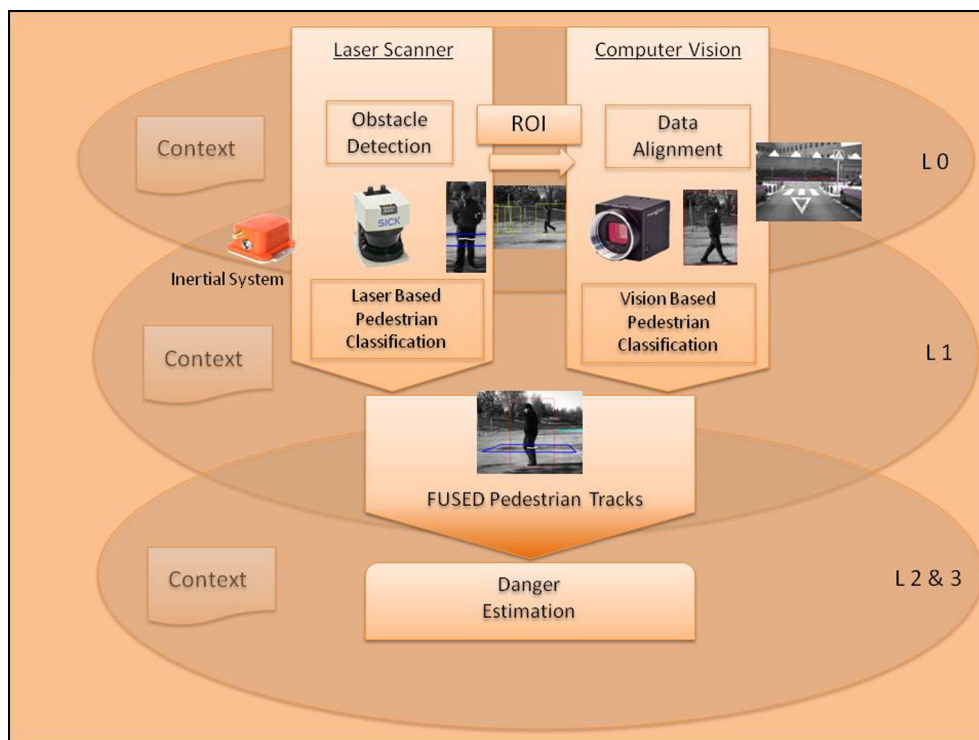 Laser Scanner
Computer Vision
Obstacle
Detection
ROI
Data
Alignment
Context
L 0
SICK
Inertial System
Laser Based
Pedestrian
Classification
Vision Based
Pedestrian
Classification
Context
L 1
FUSED Pedestrian Tracks
Context
L 2 & 3
Danger
Estimation